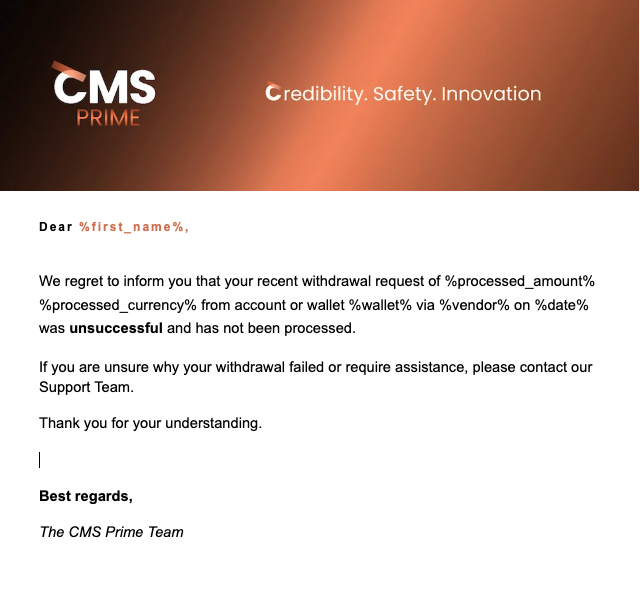 CMS
PRIME
Credibility. Safety. Innovation
Dear %first_name%,
We regret to inform you that your recent withdrawal request of %processed_amount%
%processed_currency% from account or wallet %wallet% via %vendor% on %date%
was unsuccessful and has not been processed.
If you are unsure why your withdrawal failed or require assistance, please contact our
Support Team.
Thank you for your understanding.
Best regards,
The CMS Prime Team